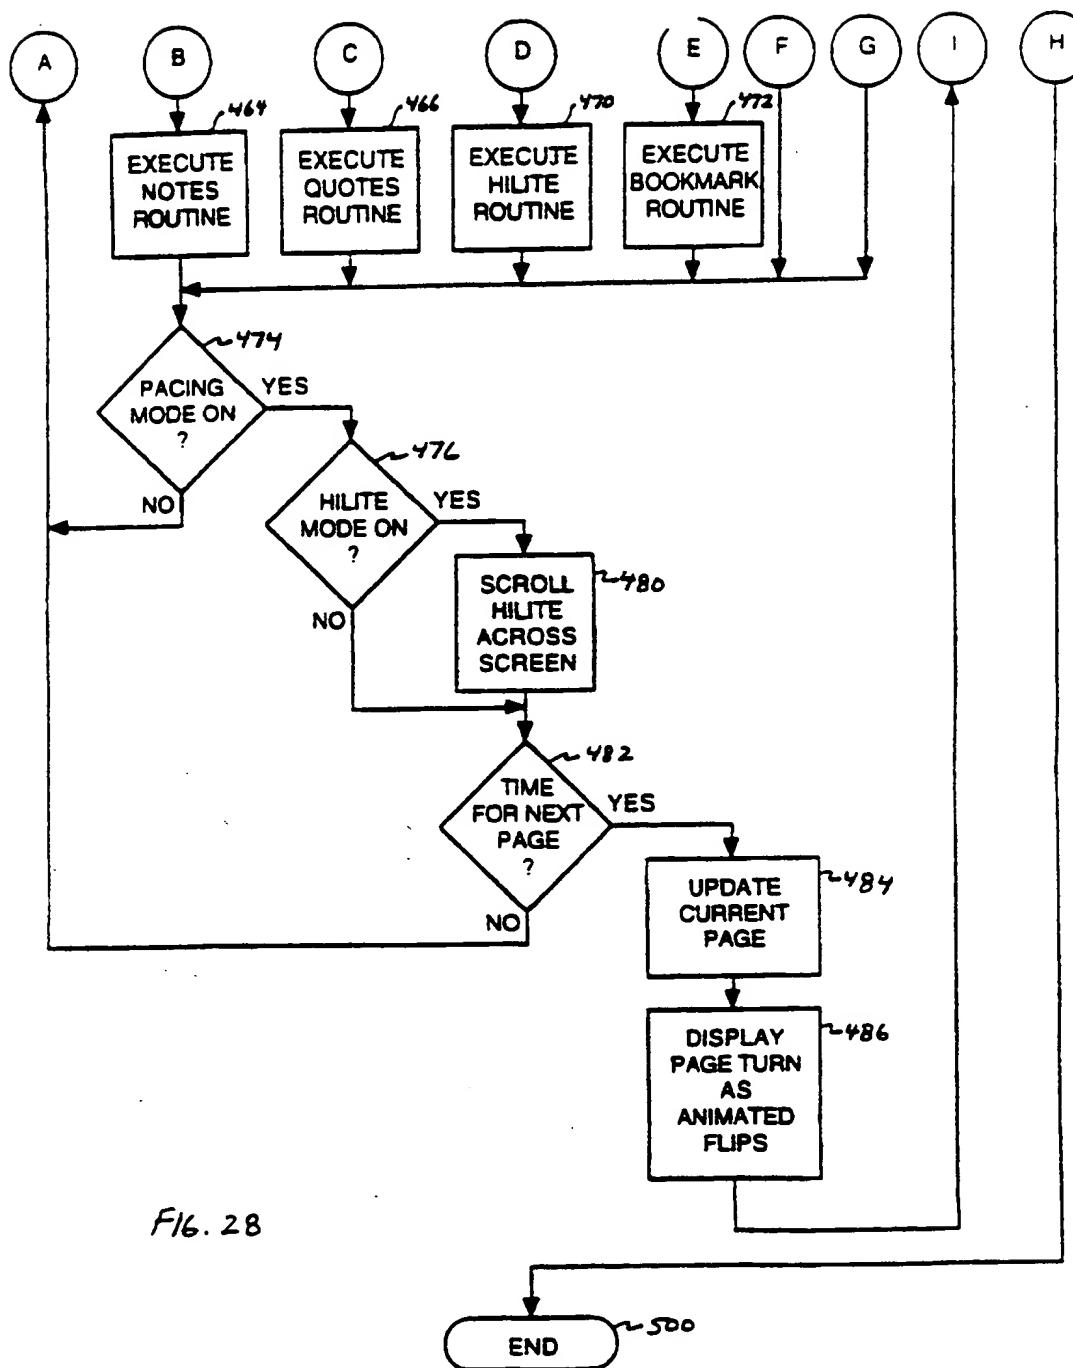 A B C D E F G I H
464 466 470 472
EXECUTE
NOTES
ROUTINE
EXECUTE
QUOTES
ROUTINE
EXECUTE
HILITE
ROUTINE
EXECUTE
BOOKMARK
ROUTINE
474
PACING
MODE ON
?
YES
NO
476
HILITE
MODE ON
?
YES
NO
480
SCROLL
HILITE
ACROSS
SCREEN
482
TIME
FOR NEXT
PAGE
?
YES
NO
484
UPDATE
CURRENT
PAGE
486
DISPLAY
PAGE TURN
AS
ANIMATED
FLIPS
FIG. 28
END
500